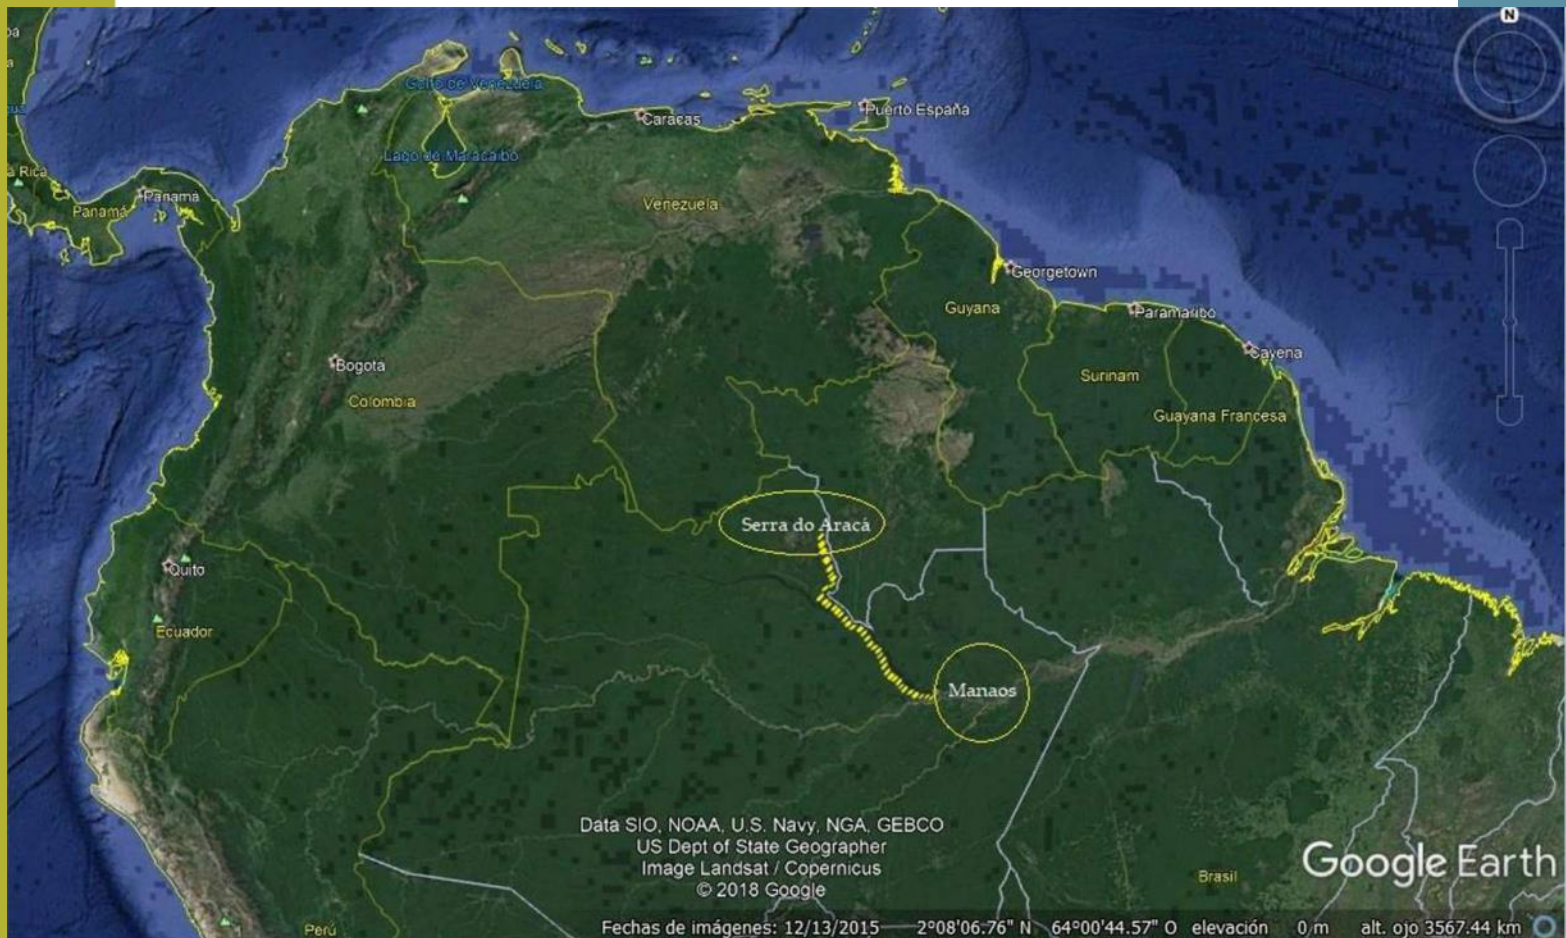 N
Golfo de Venezuela
Caracas
Puerto España
Lago de Maracaibo
a Rica
Panamá
Panamá
Venezuela
Georgetown
Guyana
Paramaribo
Cayena
Bogotá
Colombia
Surinam
Guayana Francesa
Serra do Aracá
Quito
Ecuador
Manaos
Data SIO, NOAA, U.S. Navy, NGA, GEBCO
US Dept of State Geographer
Image Landsat / Copernicus
© 2018 Google
Google Earth
Brasil
Perú
Fechas de imágenes: 12/13/2015 2°08'06.76" N 64°00'44.57" O elevación 0 m alt. ojo 3567.44 km